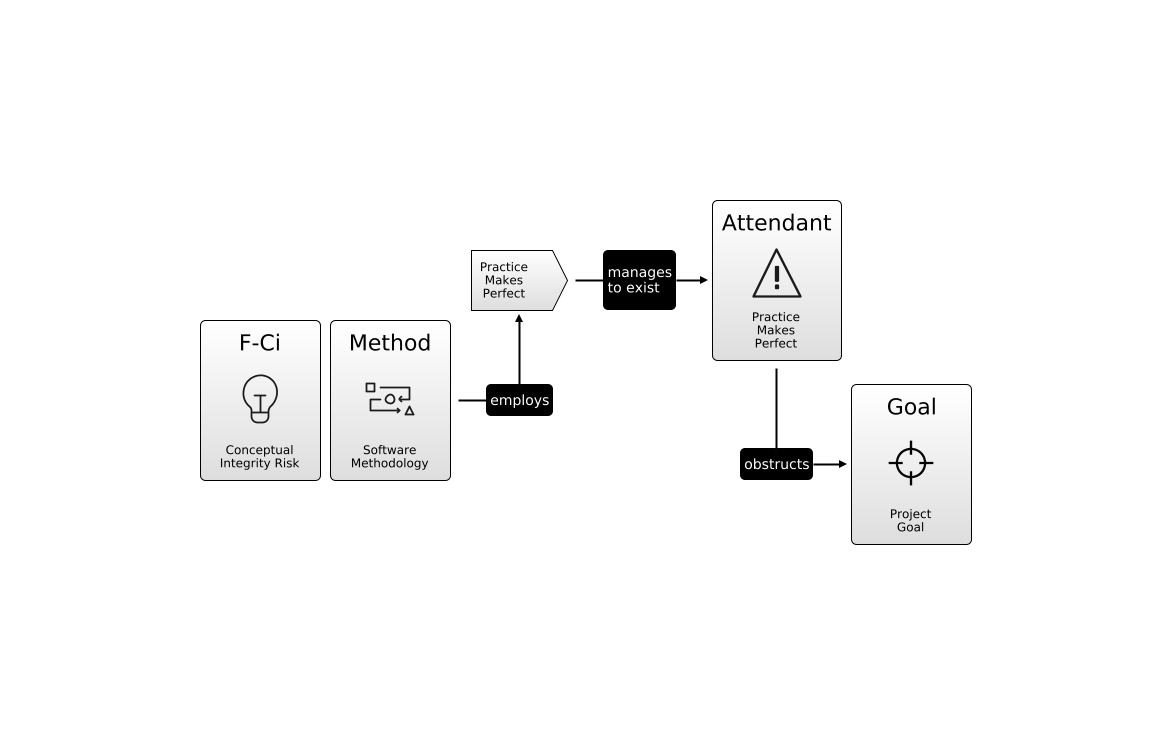 F-Ci
Conceptual
Integrity Risk
Method
Software
Methodology
employs
Practice
Makes
Perfect
manages
to exist
Attendant
!
Practice
Makes
Perfect
obstructs
Goal
Project
Goal